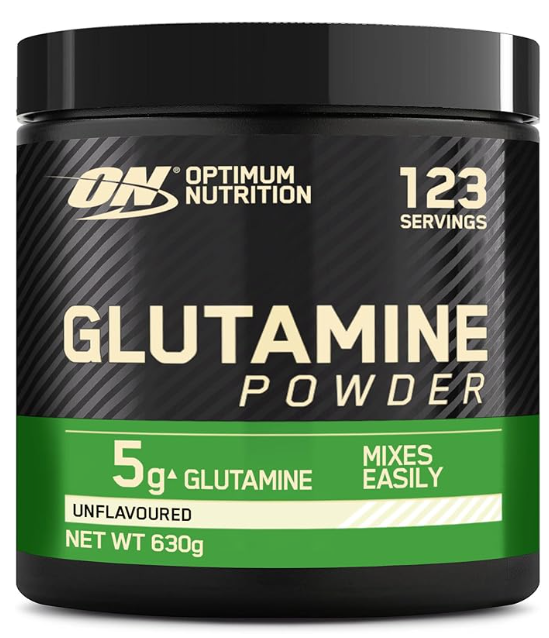 ON® OPTIMUM
NUTRITION
123
SERVINGS
GLUTAMINE
POWDER
5g▲ GLUTAMINE
MIXES
EASILY
UNFLAVOURED
NET WT 630g